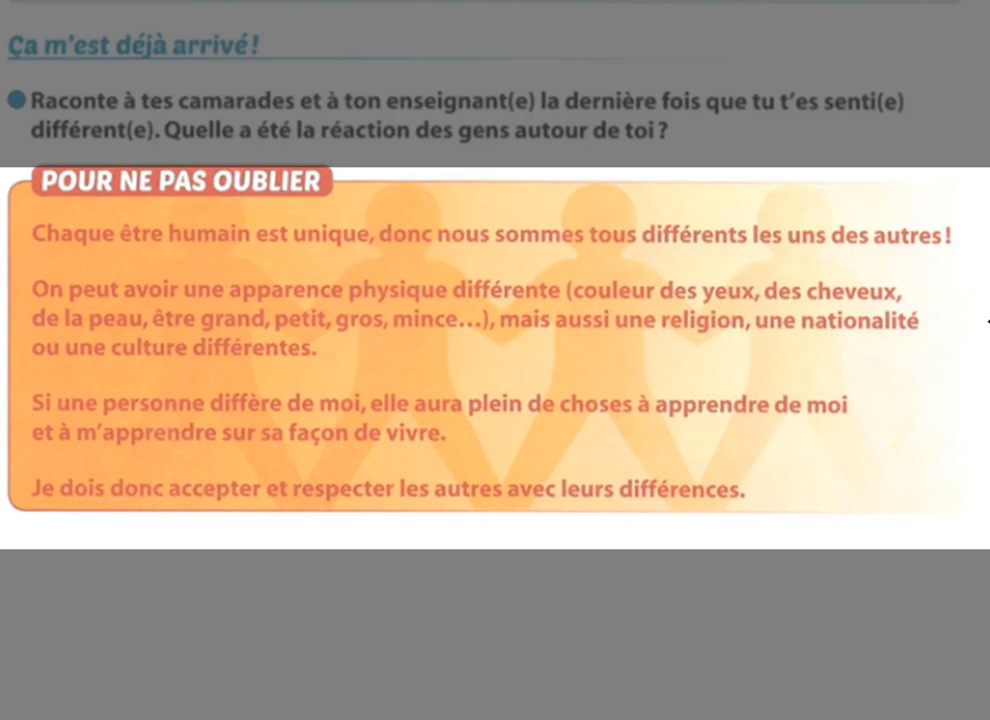 Ça m'est déjà arrivé !
Raconte à tes camarades et à ton enseignant(e) la dernière fois que tu t'es senti(e)
différent(e). Quelle a été la réaction des gens autour de toi ?
POUR NE PAS OUBLIER
Chaque être humain est unique, donc nous sommes tous différents les uns des autres !
On peut avoir une apparence physique différente (couleur des yeux, des cheveux,
de la peau, être grand, petit, gros, mince...), mais aussi une religion, une nationalité
ou une culture différentes.
Si une personne diffère de moi, elle aura plein de choses à apprendre de moi
et à m'apprendre sur sa façon de vivre.
Je dois donc accepter et respecter les autres avec leurs différences.